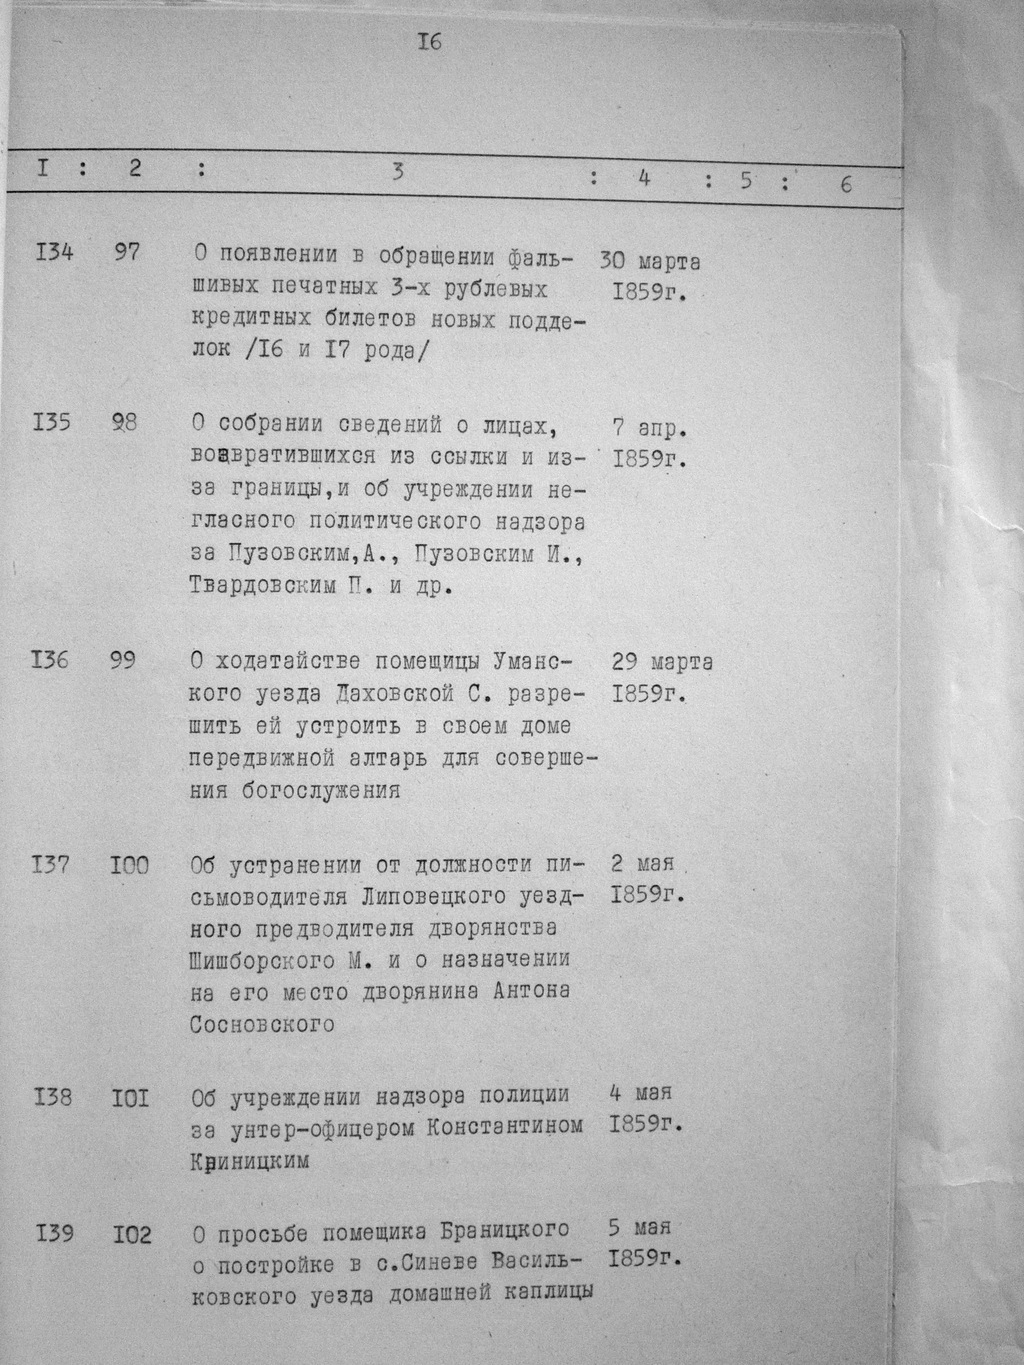 I6
I : 2 : 3 : 4 : 5 : 6
I34 97 О появлении в обращении фаль- 30 марта
шивых печатных 3-х рублевых I859г.
кредитных билетов новых подде-
лок /I6 и I7 рода/
I35 98 О собрании сведений о лицах, 7 апр.
возвратившихся из ссылки и из- I859г.
за границы,и об учреждении не-
гласного политического надзора
за Пузовским,А., Пузовским И.,
Твардовским П. и др.
I36 99 О ходатайстве помещицы Уманс- 29 марта
кого уезда Даховской С. разре- I859г.
шить ей устроить в своем доме
передвижной алтарь для соверше-
ния богослужения
I37 I00 Об устранении от должности пи- 2 мая
сьмоводителя Липовецкого уезд- I859г.
ного предводителя дворянства
Шишборского М. и о назначении
на его место дворянина Антона
Сосновского
I38 I0I Об учреждении надзора полиции 4 мая
за унтер-офицером Константином I859г.
Криницким
I39 I02 О просьбе помещика Браницкого 5 мая
о постройке в с.Синеве Василь- I859г.
ковского уезда домашней каплицы